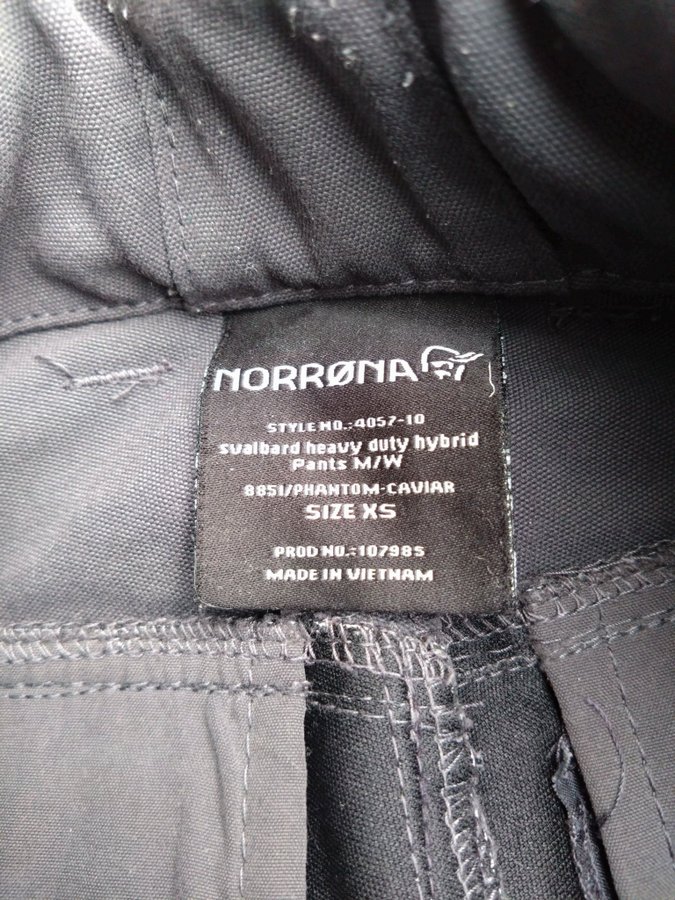 NORRØNA
STYLE NO.:4057-10
svalbard heavy duty hybrid
Pants M/W
8851/PHANTOM-CAVIAR
SIZE XS
PROD NO.:107985
MADE IN VIETNAM